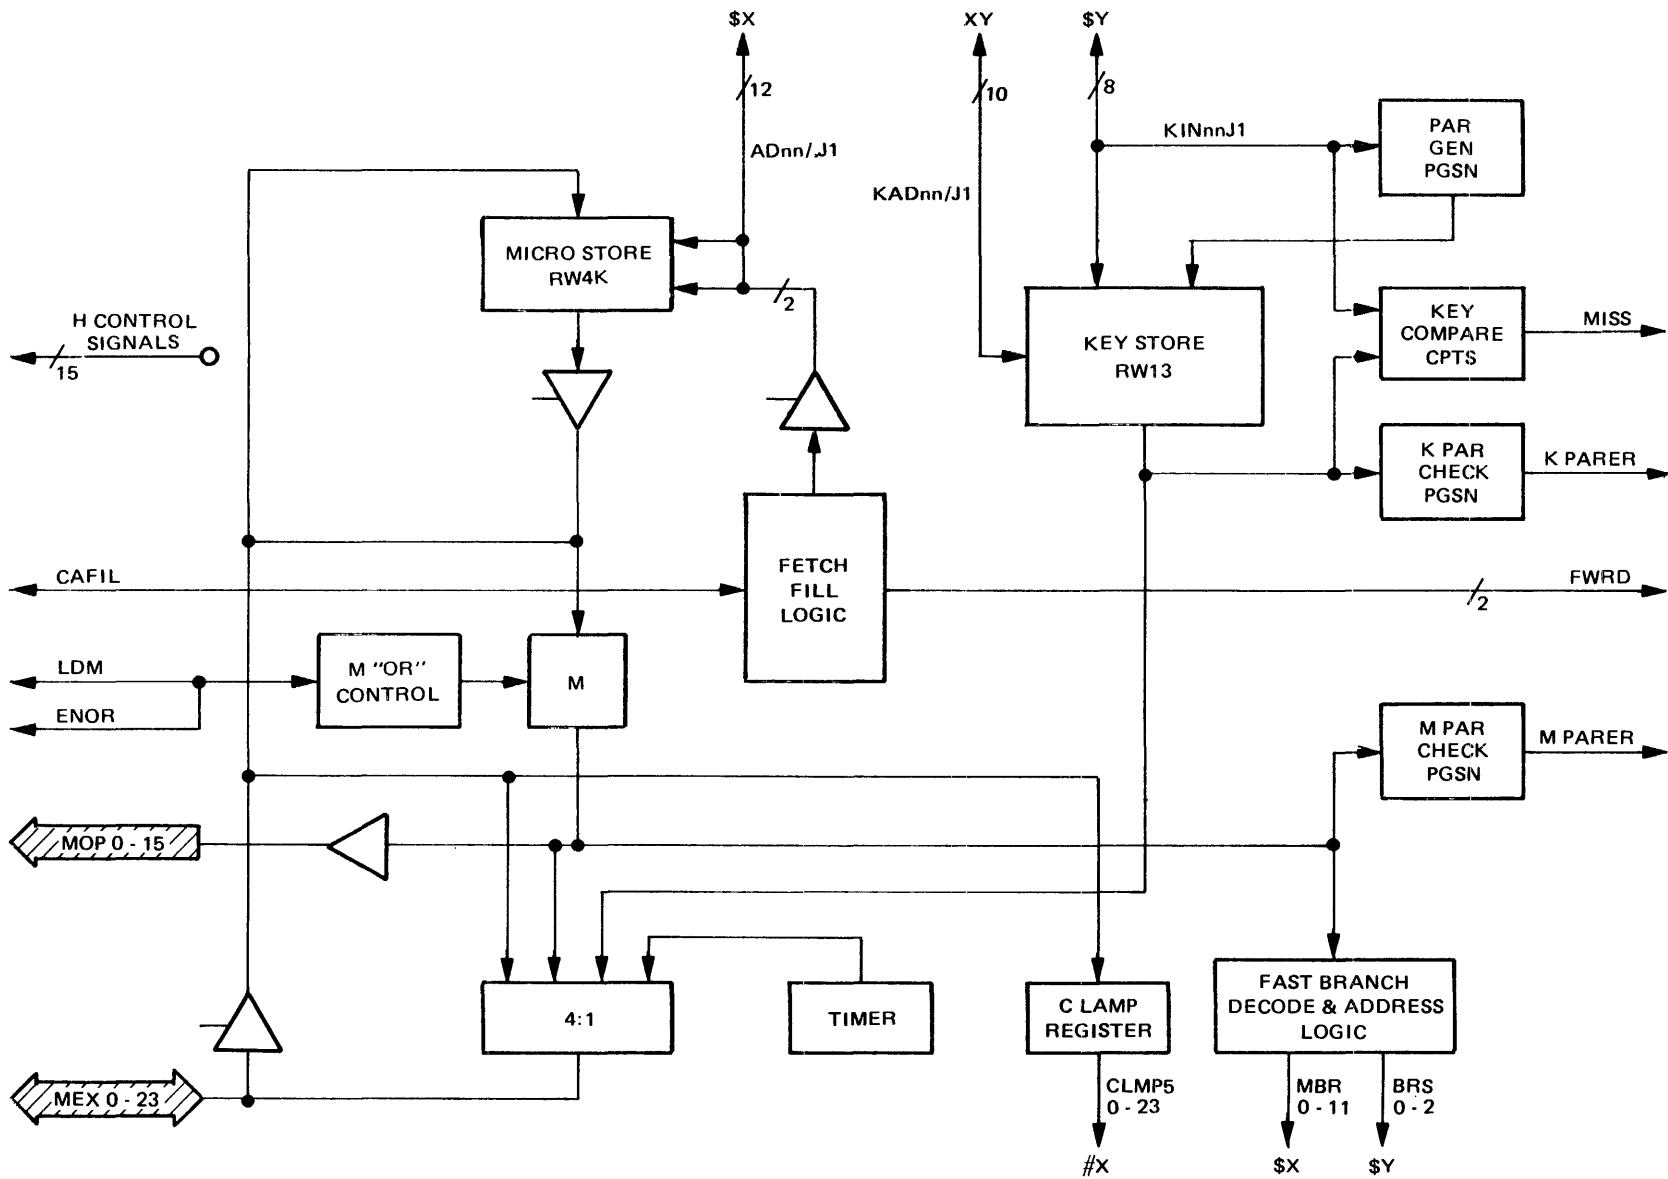 $X
XY
$Y
12
10
8
ADnn/,J1
KADnn/J1
KINnnJ1
PAR
GEN
PGSN
MICRO STORE
RW4K
2
H CONTROL
SIGNALS
15
KEY STORE
RW13
KEY
COMPARE
CPTS
MISS
K PAR
CHECK
PGSN
K PARER
CAFIL
FETCH
FILL
LOGIC
FWRD
2
LDM
ENOR
M "OR"
CONTROL
M
M PAR
CHECK
PGSN
M PARER
MOP 0 - 15
4:1
TIMER
C LAMP
REGISTER
FAST BRANCH
DECODE & ADDRESS
LOGIC
MEX 0 - 23
CLMP5
0 - 23
MBR
0 - 11
BRS
0 - 2
#X
$X
$Y